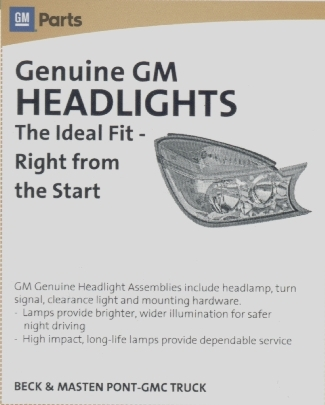 GM Parts
Genuine GM
HEADLIGHTS
The Ideal Fit -
Right from
the Start
GM Genuine Headlight Assemblies include headlamp, turn
signal, clearance light and mounting hardware.
- Lamps provide brighter, wider illumination for safer
night driving
- High impact, long-life lamps provide dependable service
BECK & MASTEN PONT-GMC TRUCK